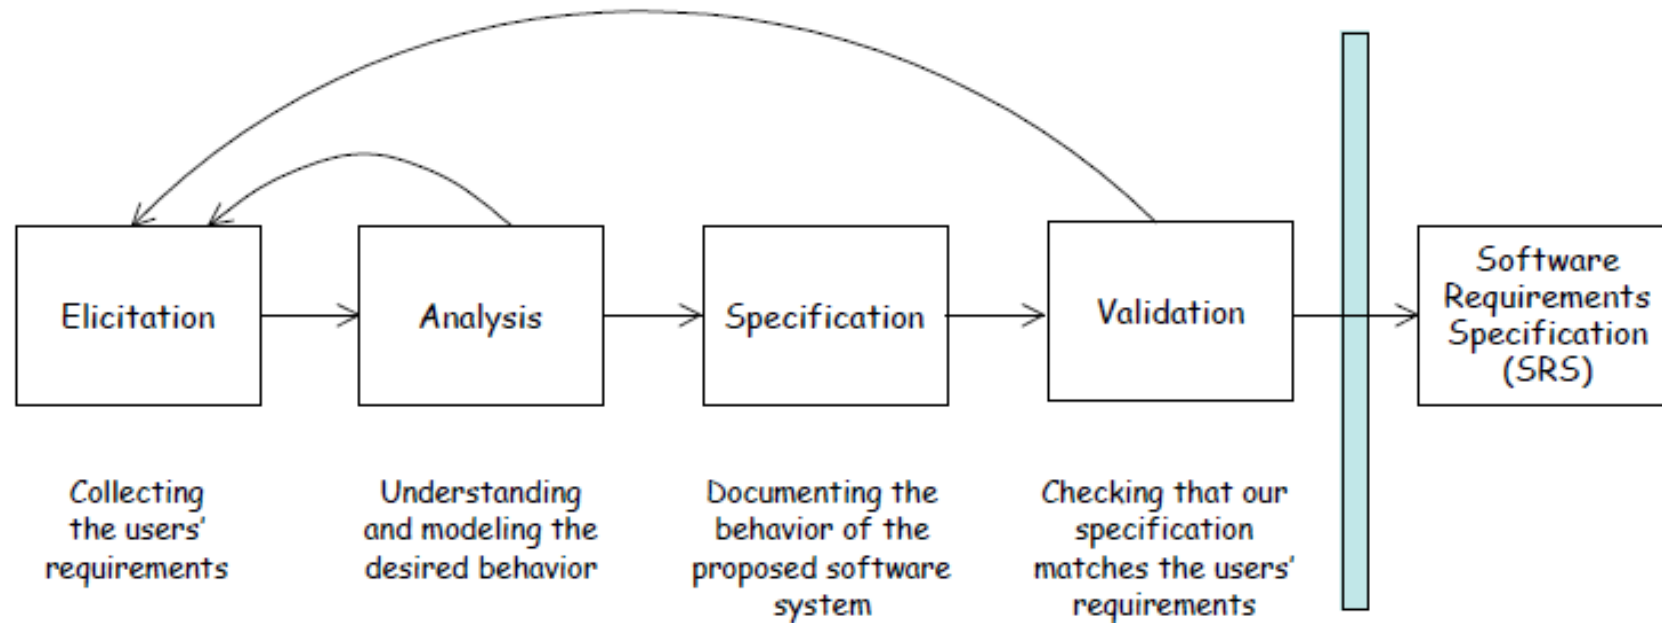 Elicitation
Analysis
Specification
Validation
Software
Requirements
Specification
(SRS)
Collecting
the users’
requirements
Understanding
and modeling the
desired behavior
Documenting the
behavior of the
proposed software
system
Checking that our
specification
matches the users’
requirements